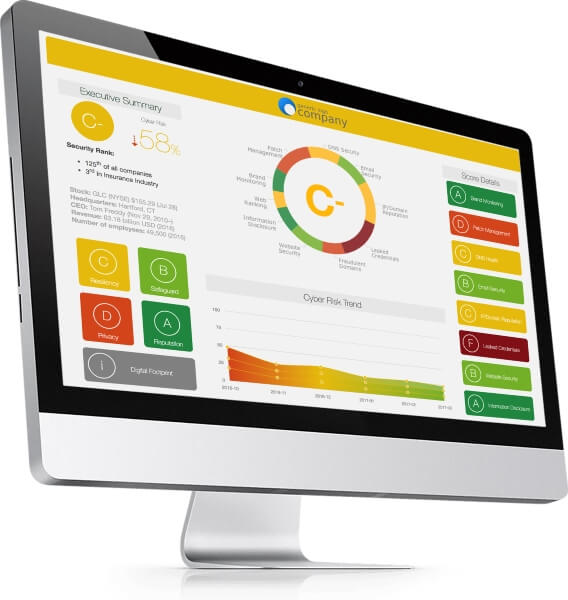 generic logo
company
Executive Summary
C-
Cyber Risk
58%
Security Rank:
• 125th of all companies
• 3rd in Insurance Industry
Stock: GLC (NYSE) $155.29 (Jul 28)
Headquarters: Hartford, CT
CEO: Tom Freddy (Nov 29, 2010–)
Revenue: 63.18 billion USD (2016)
Number of employees: 49,500 (2016)
C
Resiliency
B
Safeguard
D
Privacy
A
Reputation
i
Digital Footprint
DNS Security
Email
Security
IP/Domain
Reputation
Leaked
Credentials
Fraudulent
Domains
Website
Security
Information
Disclosure
Web
Ranking
Brand
Monitoring
Patch
Management
C-
Cyber Risk Trend
100
75
50
25
0
2016-10
2016-11
2016-12
2017-01
2017-02
2017-03
Score Details
A
Brand Monitoring
D
Patch Management
C
DNS Health
B
Email Security
C
IP/Domain Reputation
F
Leaked Credentials
B
Website Security
A
Information Disclosure